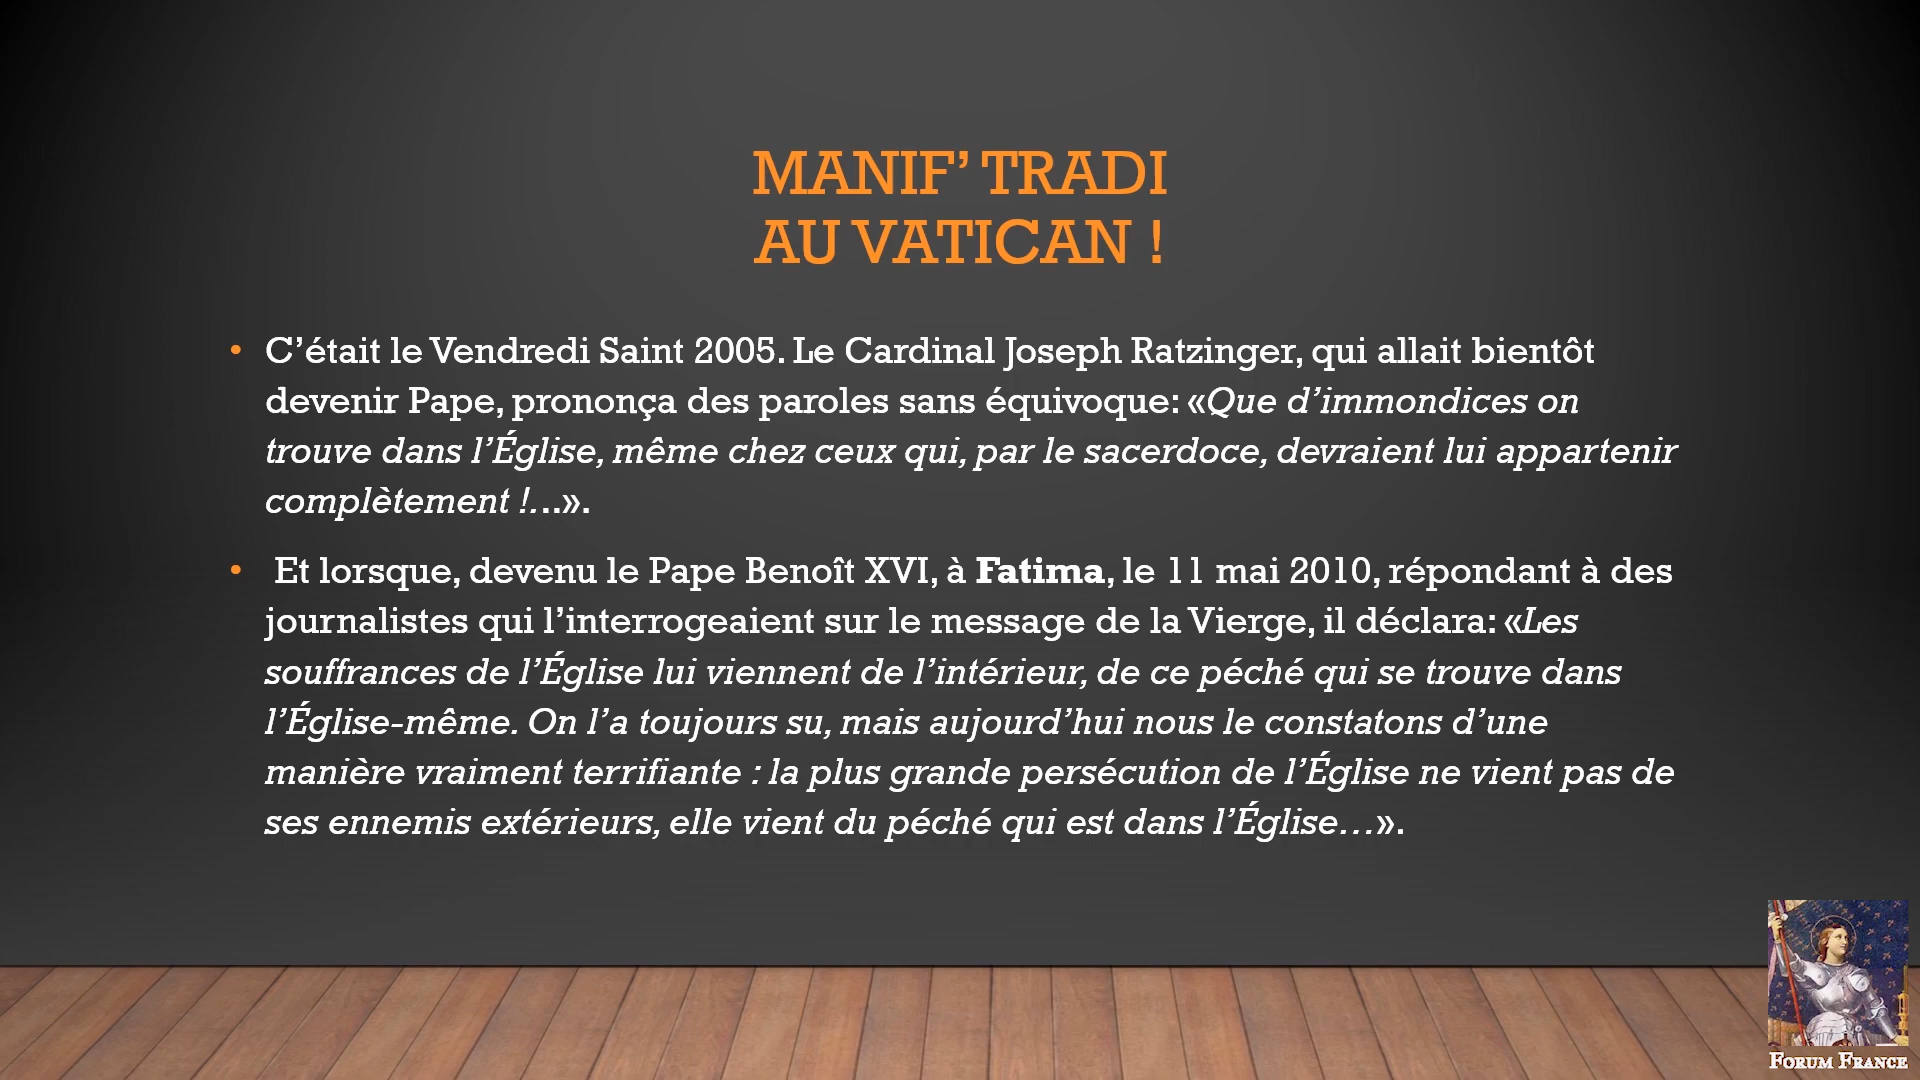 MANIF’ TRADI
AU VATICAN !
• C’était le Vendredi Saint 2005. Le Cardinal Joseph Ratzinger, qui allait bientôt
devenir Pape, prononça des paroles sans équivoque: «Que d’immondices on
trouve dans l’Église, même chez ceux qui, par le sacerdoce, devraient lui appartenir
complètement !...».
• Et lorsque, devenu le Pape Benoît XVI, à Fatima, le 11 mai 2010, répondant à des
journalistes qui l’interrogeaient sur le message de la Vierge, il déclara: «Les
souffrances de l’Église lui viennent de l’intérieur, de ce péché qui se trouve dans
l’Église-même. On l’a toujours su, mais aujourd’hui nous le constatons d’une
manière vraiment terrifiante : la plus grande persécution de l’Église ne vient pas de
ses ennemis extérieurs, elle vient du péché qui est dans l’Église…».
FORUM FRANCE